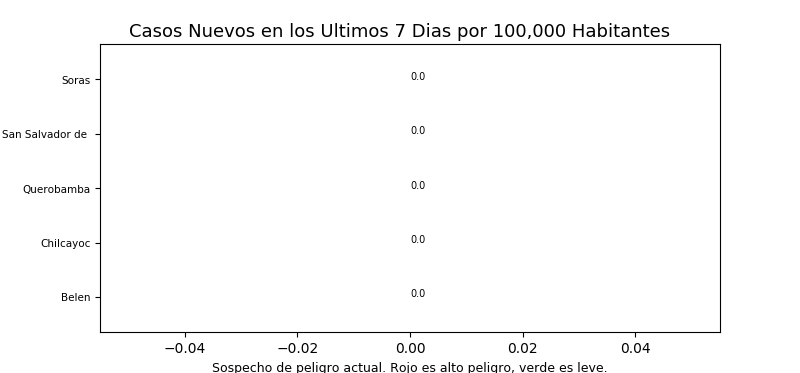 Casos Nuevos en los Ultimos 7 Dias por 100,000 Habitantes
Soras 0.0
San Salvador de 0.0
Querobamba 0.0
Chilcayoc 0.0
Belen 0.0
−0.04 −0.02 0.00 0.02 0.04
Sospecho de peligro actual. Rojo es alto peligro, verde es leve.